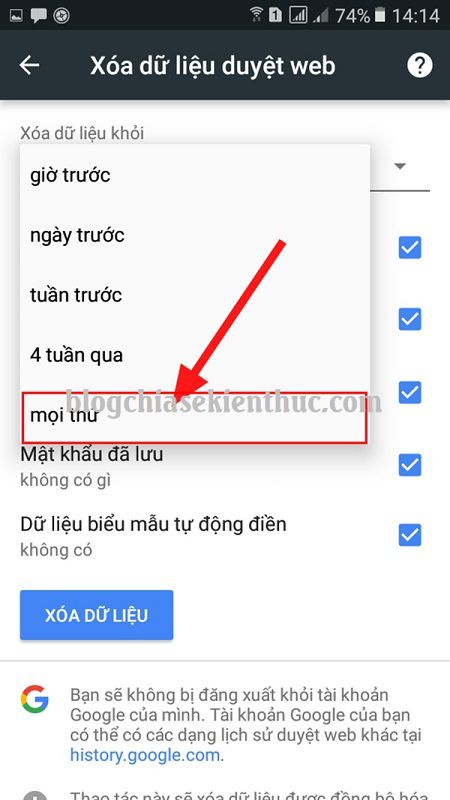 74% 14:14
Xóa dữ liệu duyệt web
Xóa dữ liệu khỏi
giờ trước
ngày trước
tuần trước
4 tuần qua
mọi thứ
blogchiasekienthuc.com
Mật khẩu đã lưu
không có gì
Dữ liệu biểu mẫu tự động điền
không có
XÓA DỮ LIỆU
Bạn sẽ không bị đăng xuất khỏi tài khoản
Google của mình. Tài khoản Google của bạn
có thể có các dạng lịch sử duyệt web khác tại
history.google.com.
Thao tác này sẽ xóa dữ liệu được đồng bộ hóa